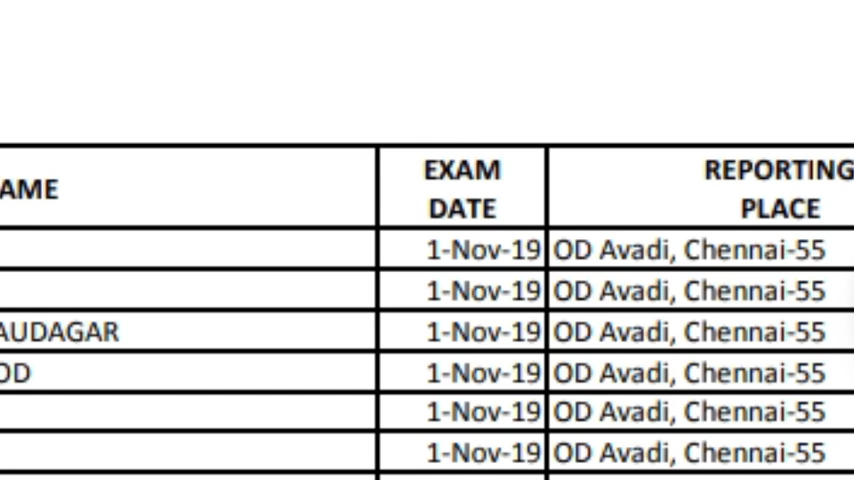 AME EXAM DATE REPORTING PLACE
1-Nov-19 OD Avadi, Chennai-55
1-Nov-19 OD Avadi, Chennai-55
AUDAGAR 1-Nov-19 OD Avadi, Chennai-55
OD 1-Nov-19 OD Avadi, Chennai-55
1-Nov-19 OD Avadi, Chennai-55
1-Nov-19 OD Avadi, Chennai-55